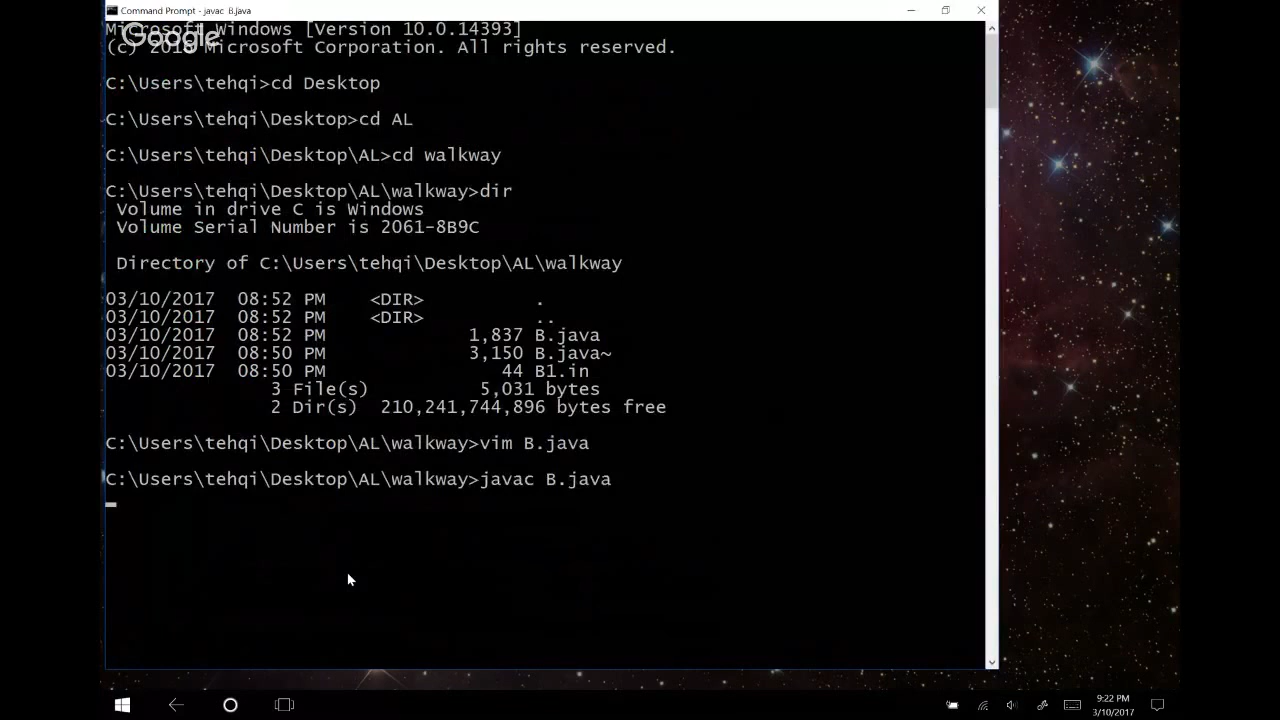 Command Prompt - javac B.java
Microsoft Windows [Version 10.0.14393]
Google
(c) 2016 Microsoft Corporation. All rights reserved.
C:\Users\tehqi>cd Desktop
C:\Users\tehqi\Desktop>cd AL
C:\Users\tehqi\Desktop\AL>cd walkway
C:\Users\tehqi\Desktop\AL\walkway>dir
Volume in drive C is Windows
Volume Serial Number is 2061-8B9C
Directory of C:\Users\tehqi\Desktop\AL\walkway
03/10/2017 08:52 PM <DIR> .
03/10/2017 08:52 PM <DIR> ..
03/10/2017 08:52 PM 1,837 B.java
03/10/2017 08:50 PM 3,150 B.java~
03/10/2017 08:50 PM 44 B1.in
3 File(s) 5,031 bytes
2 Dir(s) 210,241,744,896 bytes free
C:\Users\tehqi\Desktop\AL\walkway>vim B.java
C:\Users\tehqi\Desktop\AL\walkway>javac B.java
9:22 PM
3/10/2017